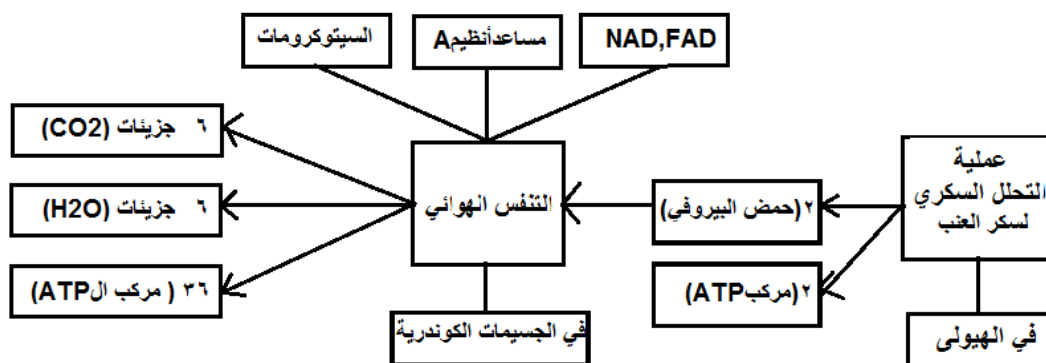 NAD,FAD
مساعدأنظيمA
السيتوكرومات
عملية
التحلل السكري
لسكر العنب
٢(حمض البيروفي)
التنفس الهوائي
٦ جزيئات (CO2)
٦ جزيئات (H2O)
٣٦ ( مركب الATP)
٢(مركبATP)
في الجسيمات الكوندرية
في الهيولى